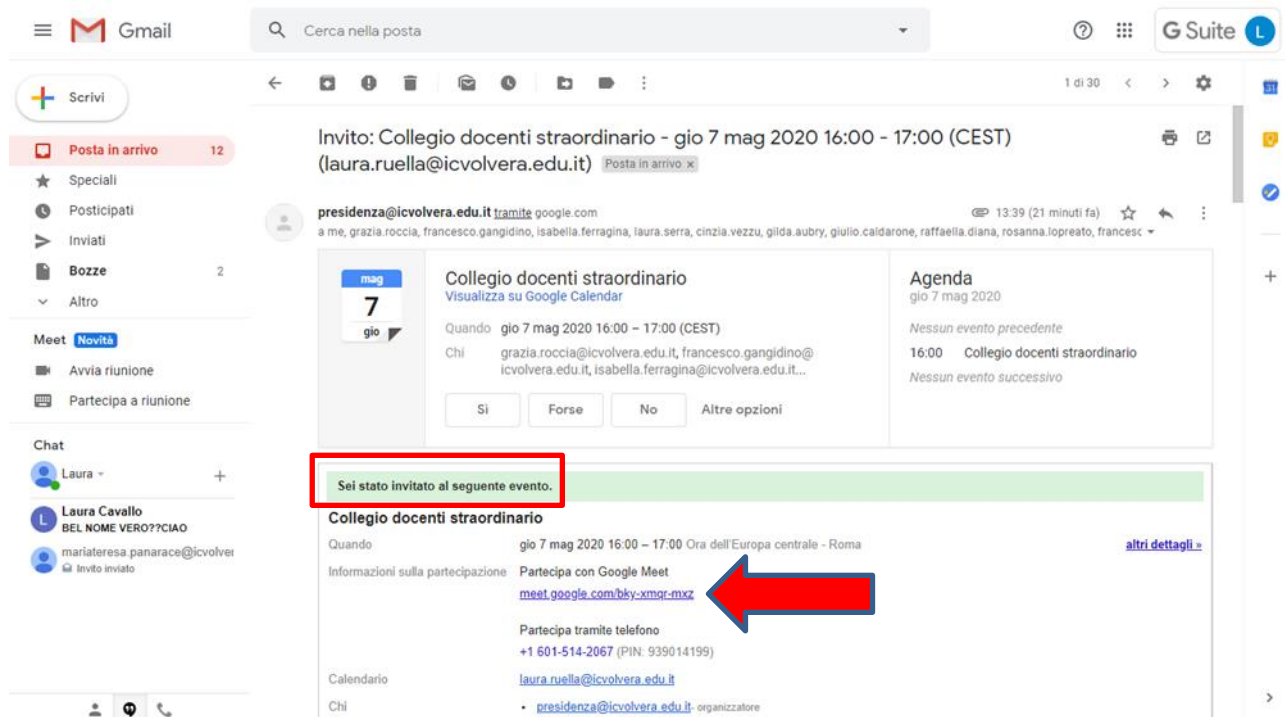 Gmail
Cerca nella posta
G Suite
L
Scrivi
1 di 30
31
Posta in arrivo 12
Speciali
Posticipati
Inviati
Bozze 2
Altro
Meet Novità
Avvia riunione
Partecipa a riunione
Chat
Laura
L
Laura Cavallo
BEL NOME VERO??CIAO
mariateresa.panarace@icvolver
Invito inviato
Invito: Collegio docenti straordinario - gio 7 mag 2020 16:00 - 17:00 (CEST)
(laura.ruella@icvolvera.edu.it) Posta in arrivo x
presidenza@icvolvera.edu.it tramite google.com 13:39 (21 minuti fa)
a me, grazia.roccia, francesco.gangidino, isabella.ferragina, laura.serra, cinzia.vezzu, gilda.aubry, giulio.caldarone, raffaella.diana, rosanna.lopreato, francesc
mag
7
gio
Collegio docenti straordinario
Visualizza su Google Calendar
Quando gio 7 mag 2020 16:00 – 17:00 (CEST)
Chi grazia.roccia@icvolvera.edu.it, francesco.gangidino@
icvolvera.edu.it, isabella.ferragina@icvolvera.edu.it...
Sì Forse No Altre opzioni
Agenda
gio 7 mag 2020
Nessun evento precedente
16:00 Collegio docenti straordinario
Nessun evento successivo
Sei stato invitato al seguente evento.
Collegio docenti straordinario
Quando gio 7 mag 2020 16:00 – 17:00 Ora dell'Europa centrale - Roma altri dettagli »
Informazioni sulla partecipazione Partecipa con Google Meet
meet.google.com/bky-xmqr-mxz
Partecipa tramite telefono
+1 601-514-2067 (PIN: 939014199)
Calendario laura.ruella@icvolvera.edu.it
Chi • presidenza@icvolvera.edu.it- organizzatore